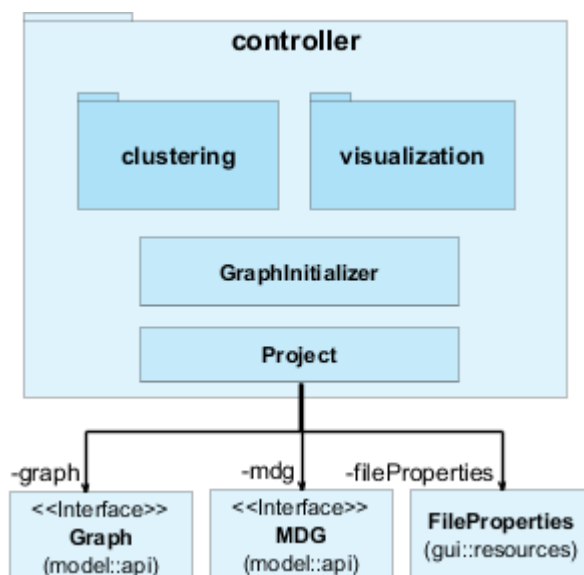 controller
clustering
visualization
GraphInitializer
Project
-graph
-mdg
-fileProperties
<<Interface>>
Graph
(model::api)
<<Interface>>
MDG
(model::api)
FileProperties
(gui::resources)